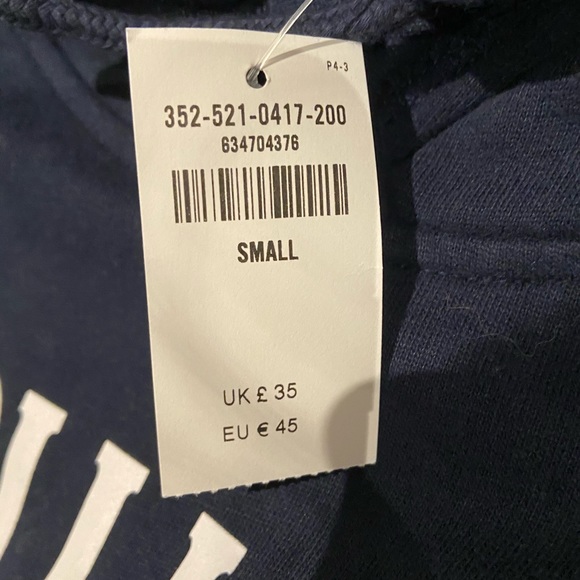 P4-3
352-521-0417-200
634704376
SMALL
UK £ 35
EU € 45